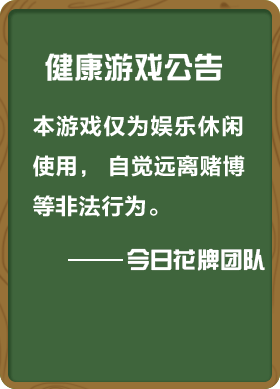 健康游戏公告
本游戏仅为娱乐休闲
使用， 自觉远离赌博
等非法行为。
——今日花牌团队